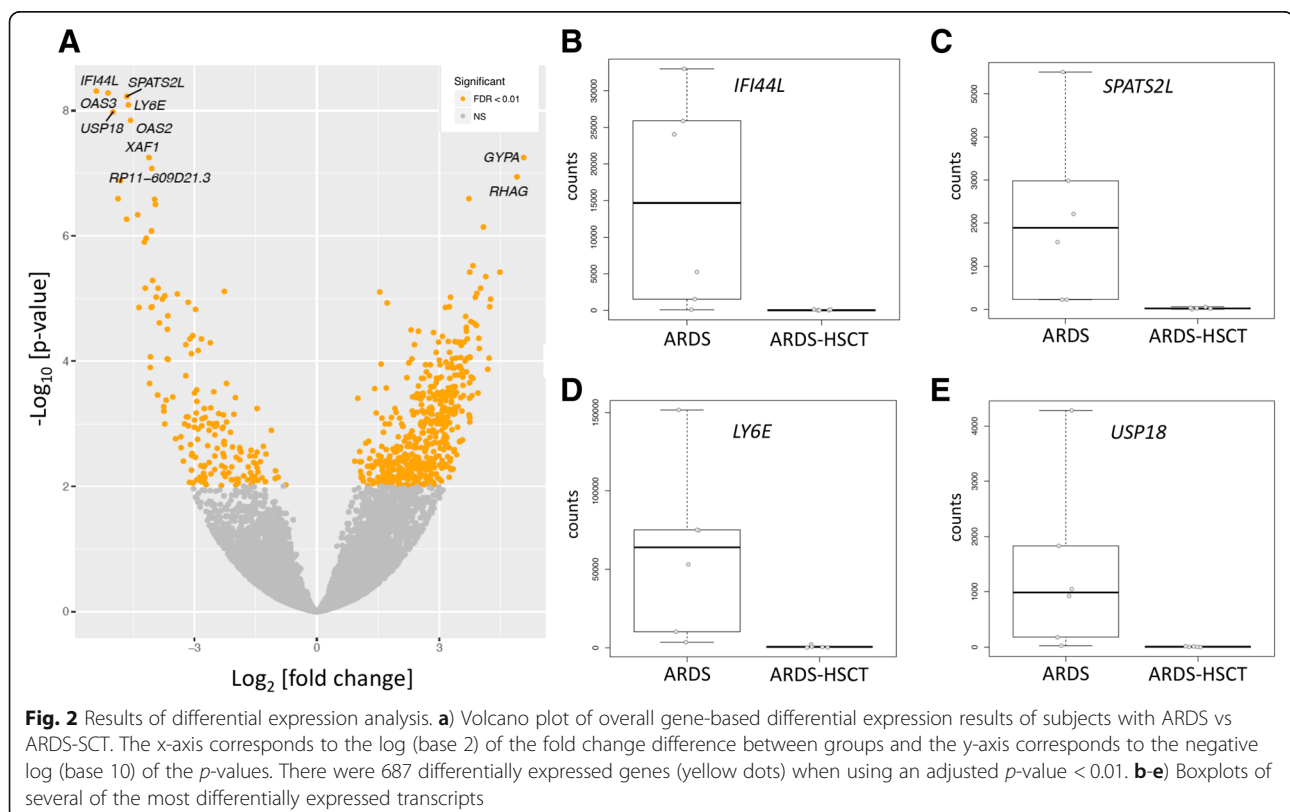 A
IFI44L
SPATS2L
OAS3
LY6E
USP18
OAS2
XAF1
RP11−609D21.3
GYPA
RHAG
Significant
FDR < 0.01
NS
8
6
4
2
0
-Log10 [p-value]
−3
0
3
Log2 [fold change]
B
IFI44L
counts
30000
25000
20000
15000
10000
5000
0
ARDS
ARDS-HSCT
C
SPATS2L
counts
5000
4000
3000
2000
1000
0
ARDS
ARDS-HSCT
D
LY6E
counts
150000
100000
50000
0
ARDS
ARDS-HSCT
E
USP18
counts
4000
3000
2000
1000
0
ARDS
ARDS-HSCT
Fig. 2 Results of differential expression analysis. a) Volcano plot of overall gene-based differential expression results of subjects with ARDS vs
ARDS-SCT. The x-axis corresponds to the log (base 2) of the fold change difference between groups and the y-axis corresponds to the negative
log (base 10) of the p-values. There were 687 differentially expressed genes (yellow dots) when using an adjusted p-value < 0.01. b-e) Boxplots of
several of the most differentially expressed transcripts